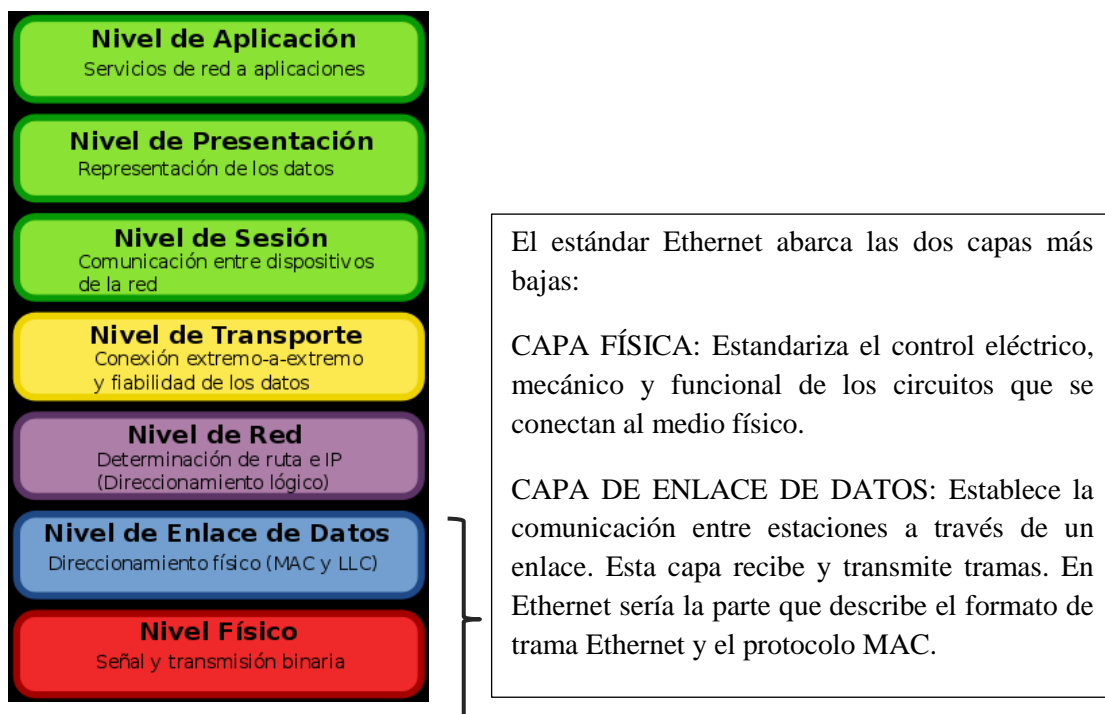 Nivel de Aplicación
Servicios de red a aplicaciones
Nivel de Presentación
Representación de los datos
Nivel de Sesión
Comunicación entre dispositivos
de la red
Nivel de Transporte
Conexión extremo-a-extremo
y fiabilidad de los datos
Nivel de Red
Determinación de ruta e IP
(Direccionamiento lógico)
Nivel de Enlace de Datos
Direccionamiento físico (MAC y LLC)
Nivel Físico
Señal y transmisión binaria
El estándar Ethernet abarca las dos capas más
bajas:
CAPA FÍSICA: Estandariza el control eléctrico,
mecánico y funcional de los circuitos que se
conectan al medio físico.
CAPA DE ENLACE DE DATOS: Establece la
comunicación entre estaciones a través de un
enlace. Esta capa recibe y transmite tramas. En
Ethernet sería la parte que describe el formato de
trama Ethernet y el protocolo MAC.